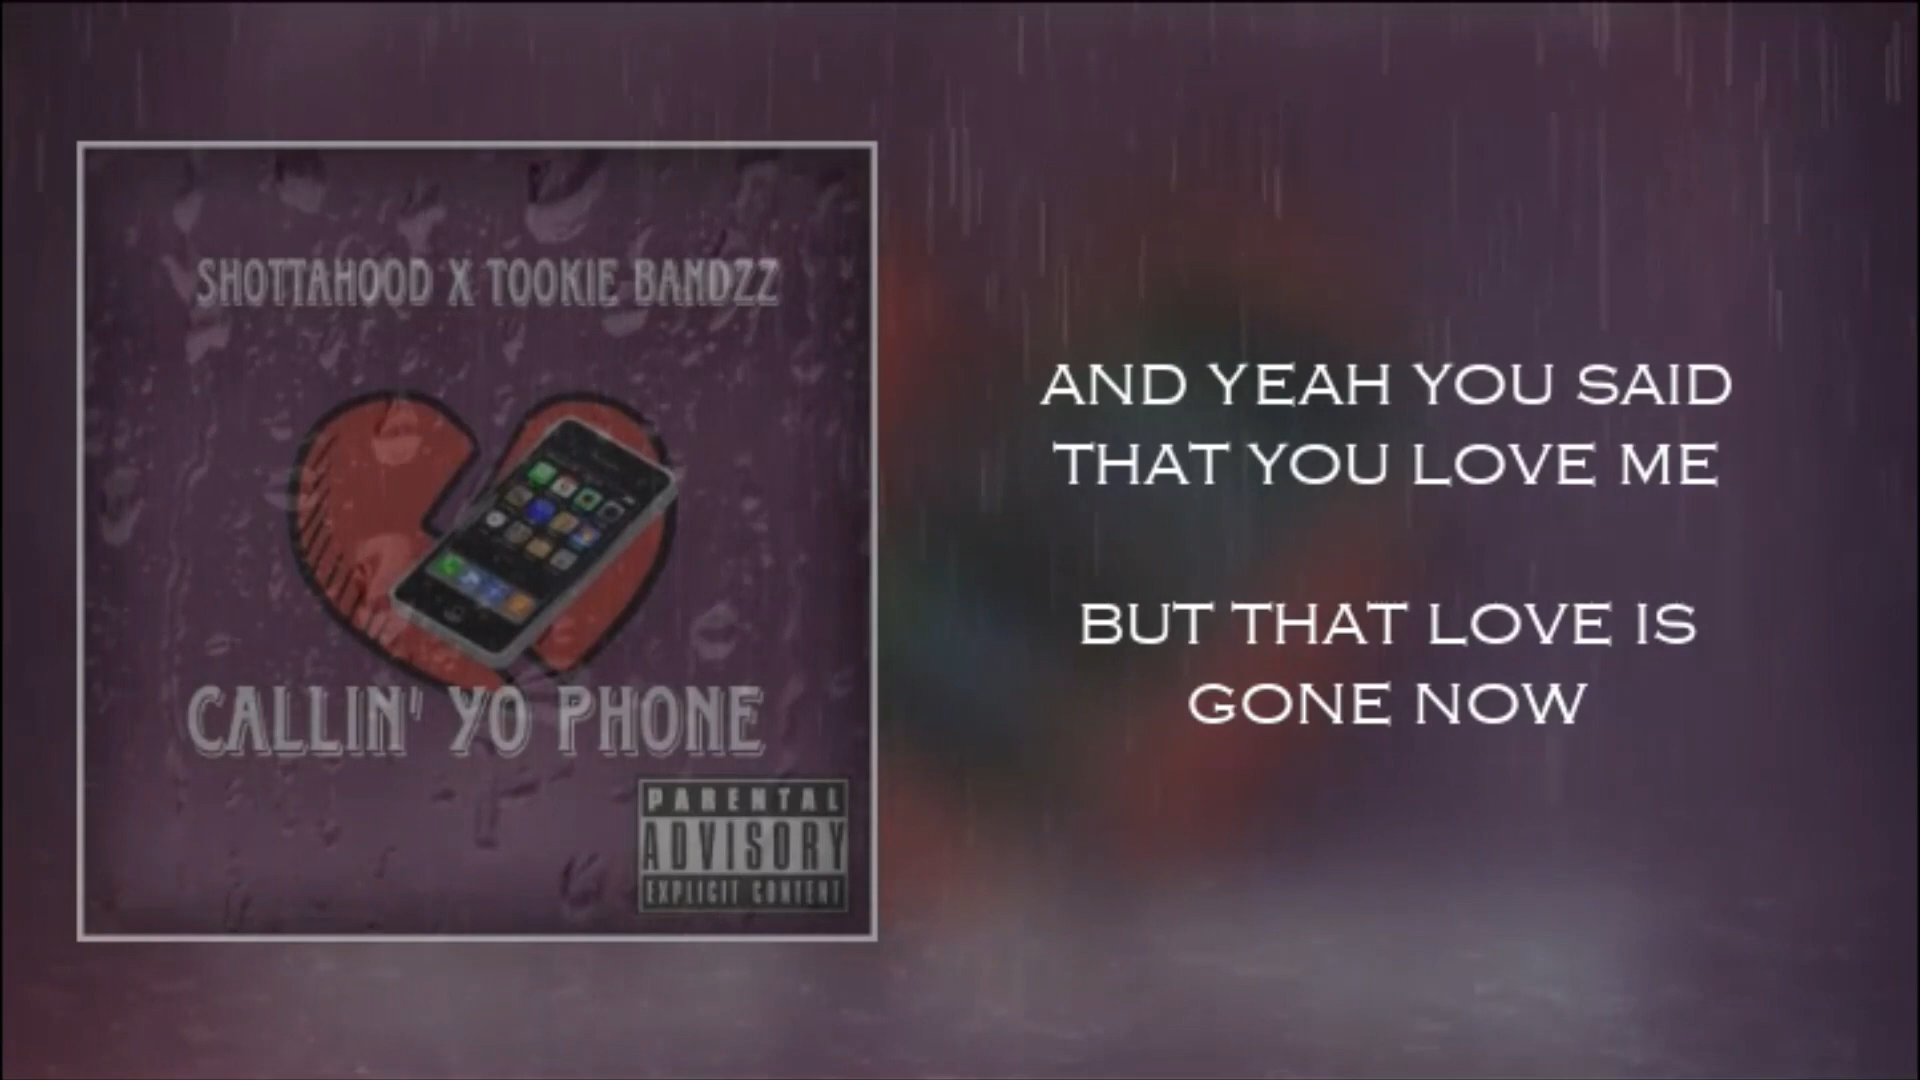 SHOTTAHOOD X TOOKIE BANDZZ
CALLIN' YO PHONE
PARENTAL
ADVISORY
EXPLICIT CONTENT
AND YEAH YOU SAID
THAT YOU LOVE ME
BUT THAT LOVE IS
GONE NOW